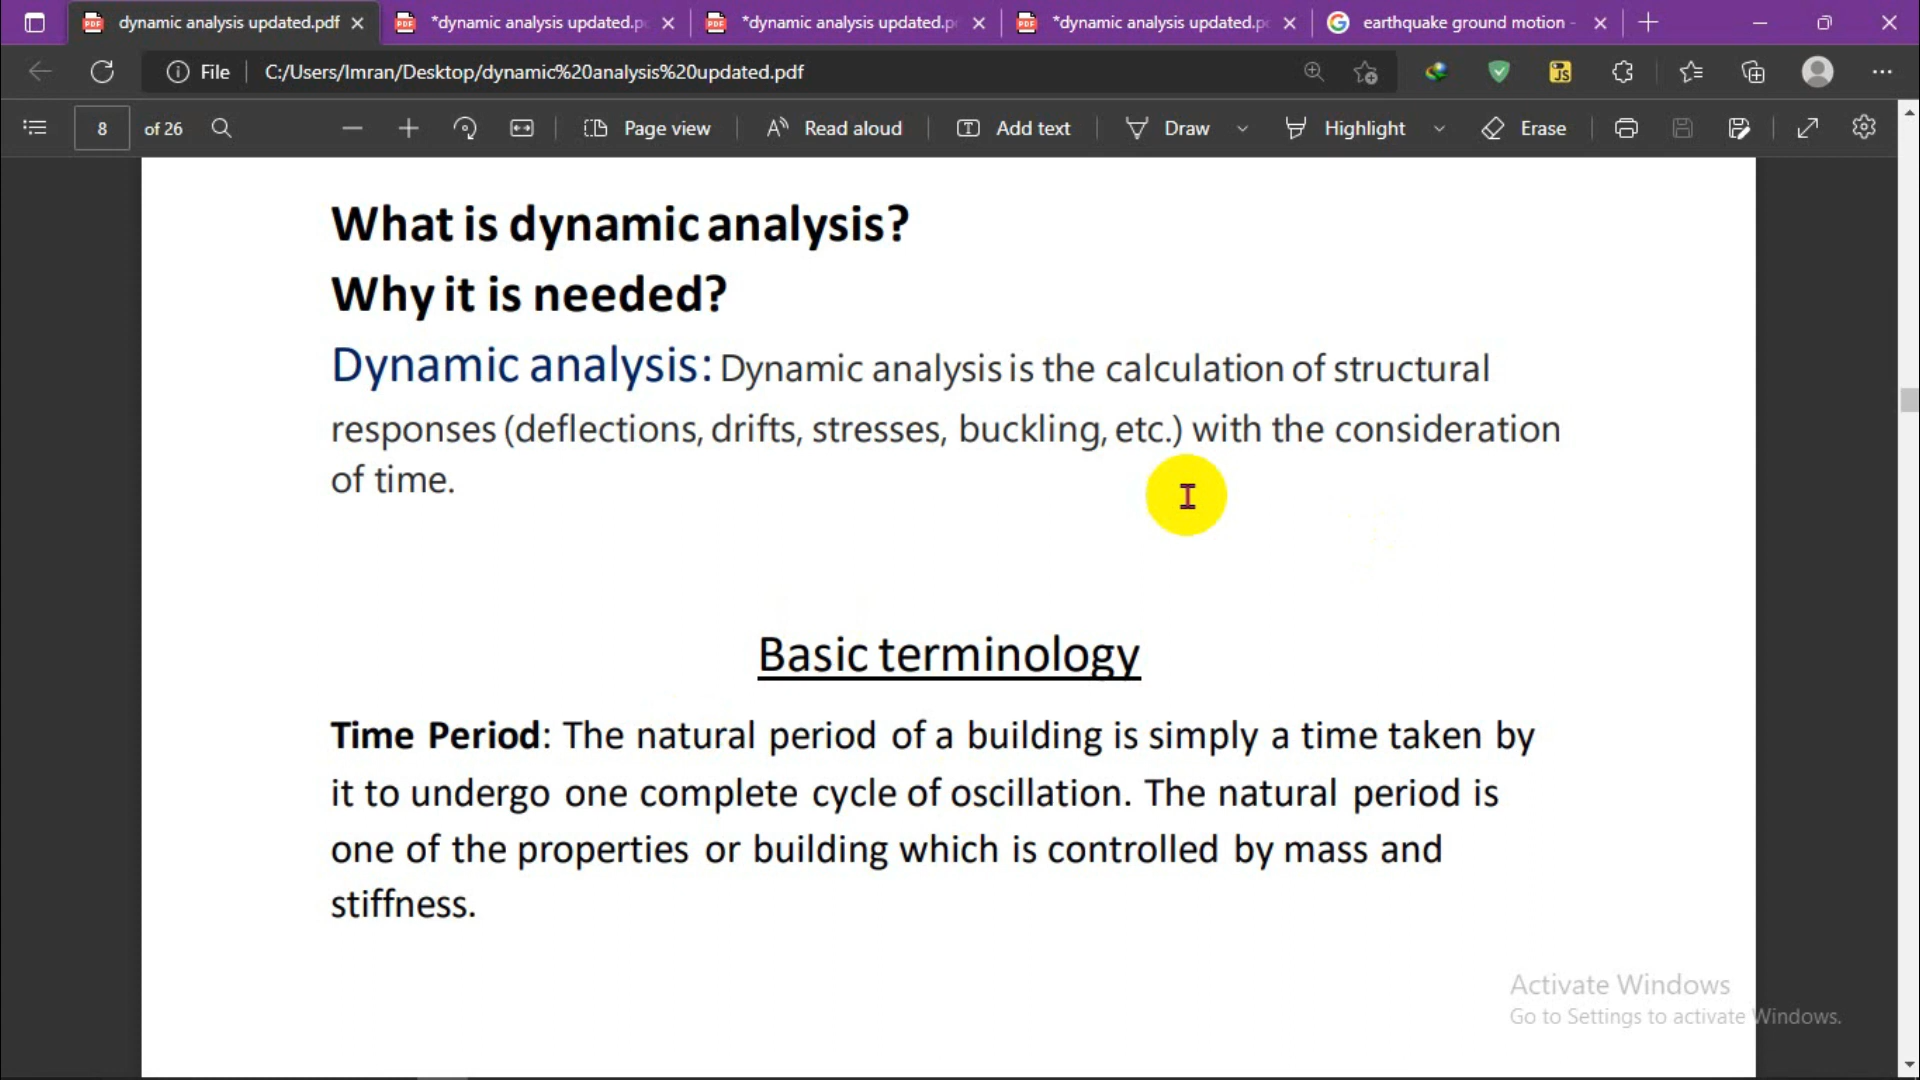 dynamic analysis updated.pdf
*dynamic analysis updated.p
*dynamic analysis updated.p
*dynamic analysis updated.p
earthquake ground motion -
File
C:/Users/Imran/Desktop/dynamic%20analysis%20updated.pdf
JS
8
of 26
Page view
Read aloud
Add text
Draw
Highlight
Erase
What is dynamic analysis?
Why it is needed?
Dynamic analysis: Dynamic analysis is the calculation of structural
responses (deflections, drifts, stresses, buckling, etc.) with the consideration
of time.
Basic terminology
Time Period: The natural period of a building is simply a time taken by
it to undergo one complete cycle of oscillation. The natural period is
one of the properties or building which is controlled by mass and
stiffness.
Activate Windows
Go to Settings to activate Windows.